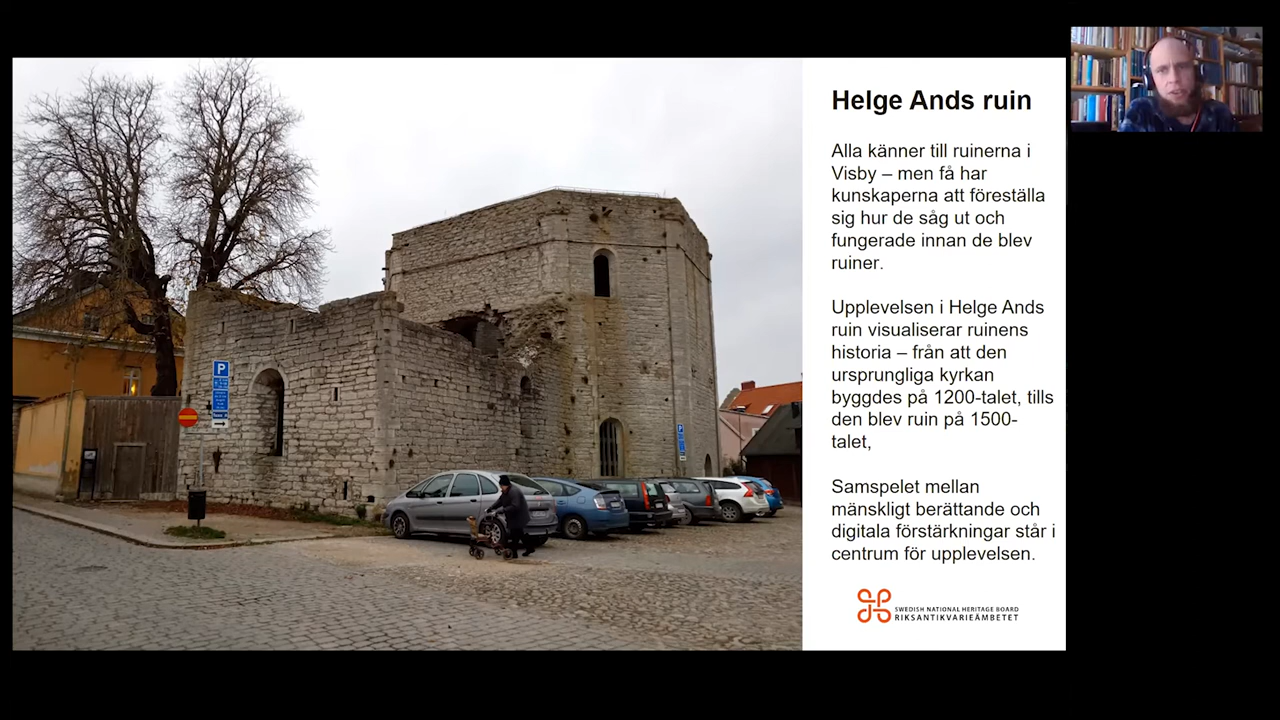 Helge Ands ruin
Alla känner till ruinerna i
Visby – men få har
kunskaperna att föreställa
sig hur de såg ut och
fungerade innan de blev
ruiner.
Upplevelsen i Helge Ands
ruin visualiserar ruinens
historia – från att den
ursprungliga kyrkan
byggdes på 1200-talet, tills
den blev ruin på 1500-
talet,
Samspelet mellan
mänskligt berättande och
digitala förstärkningar står i
centrum för upplevelsen.
SWEDISH NATIONAL HERITAGE BOARD
RIKSANTIKVARIEÄMBETET
P